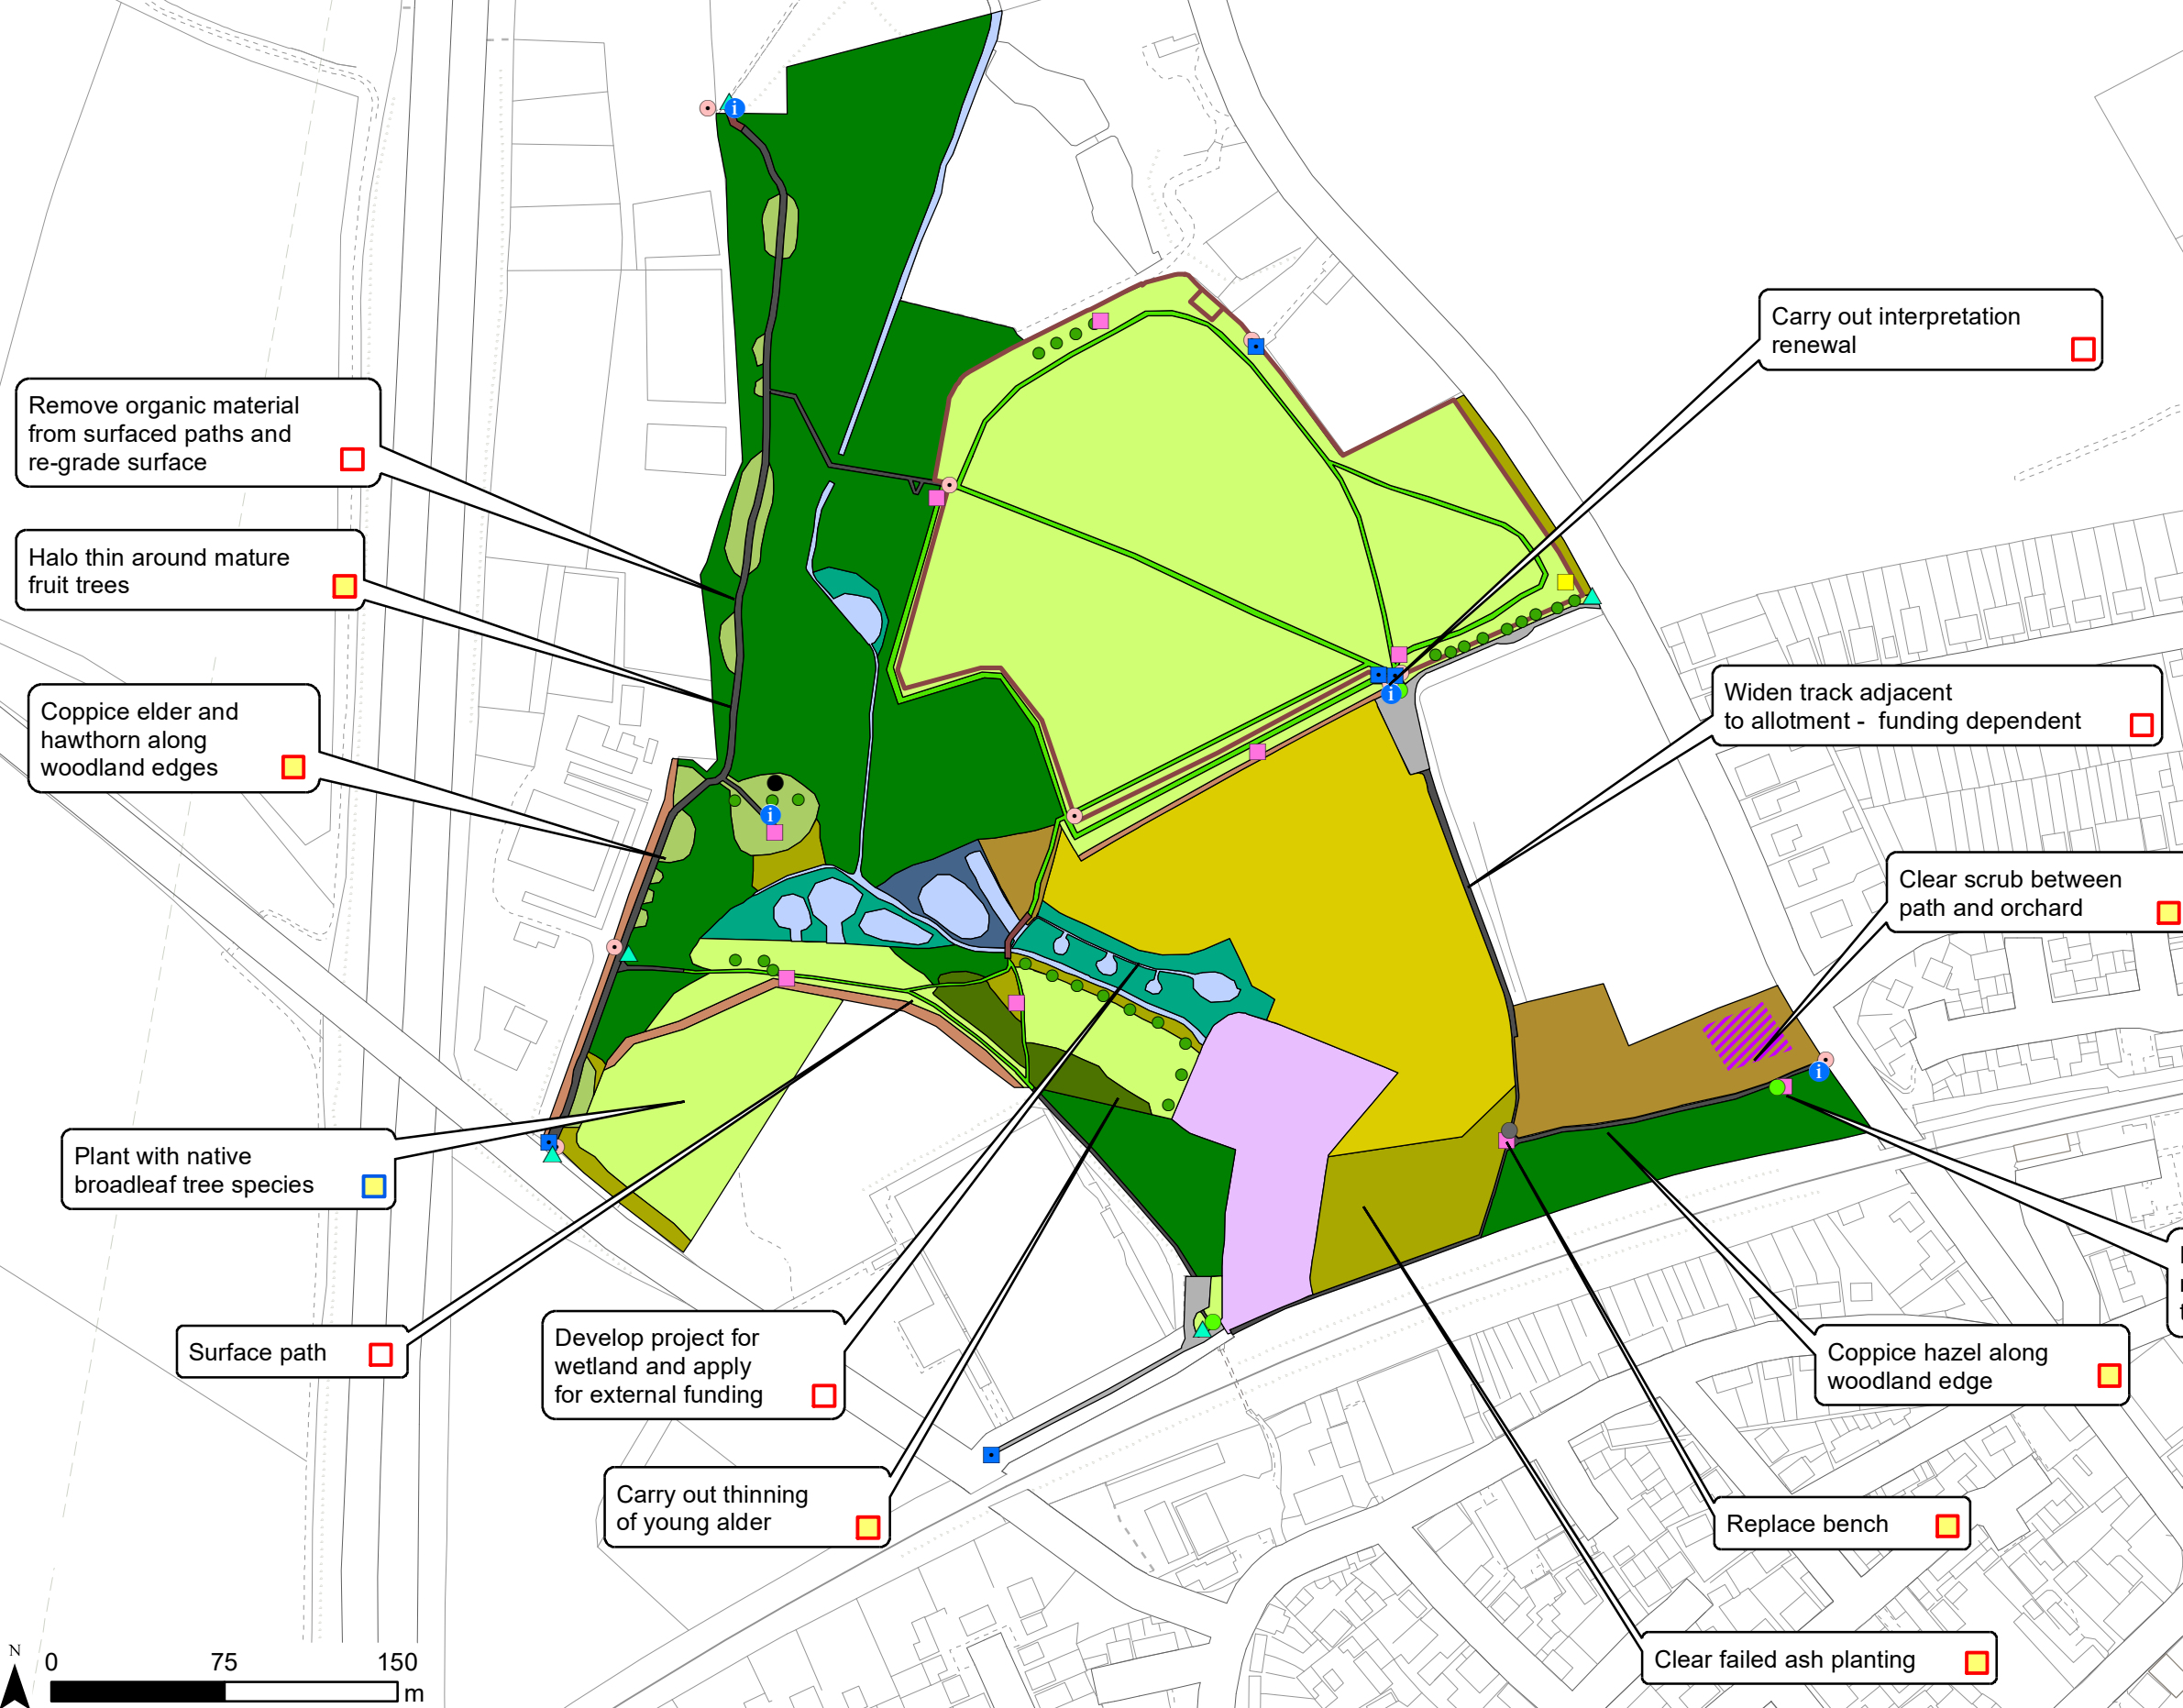 Carry out interpretation
renewal
Remove organic material
from surfaced paths and
re-grade surface
Halo thin around mature
fruit trees
Coppice elder and
hawthorn along
woodland edges
Widen track adjacent
to allotment - funding dependent
Clear scrub between
path and orchard
Plant with native
broadleaf tree species
Surface path
Develop project for
wetland and apply
for external funding
Coppice hazel along
woodland edge
Carry out thinning
of young alder
Replace bench
Clear failed ash planting
i
i
i
i
N
0 75 150
m